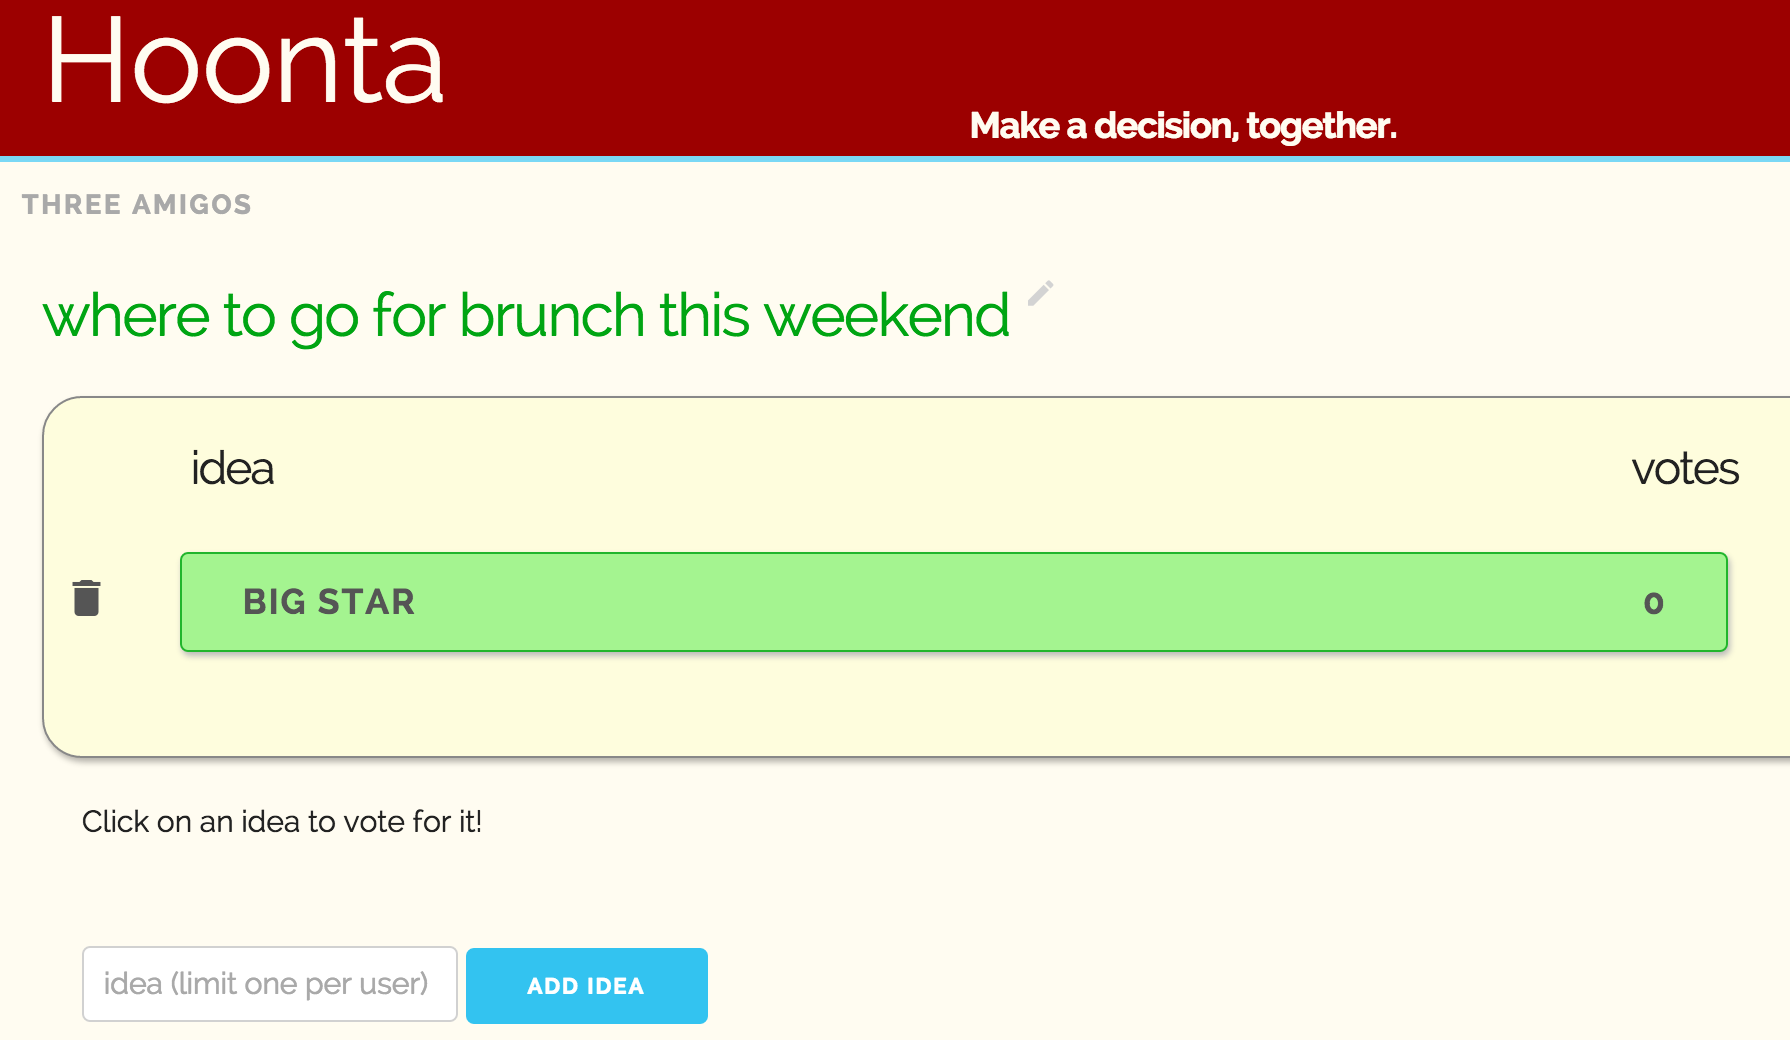 Hoonta
Make a decision, together.
THREE AMIGOS
where to go for brunch this weekend
idea votes
BIG STAR 0
Click on an idea to vote for it!
idea (limit one per user) ADD IDEA